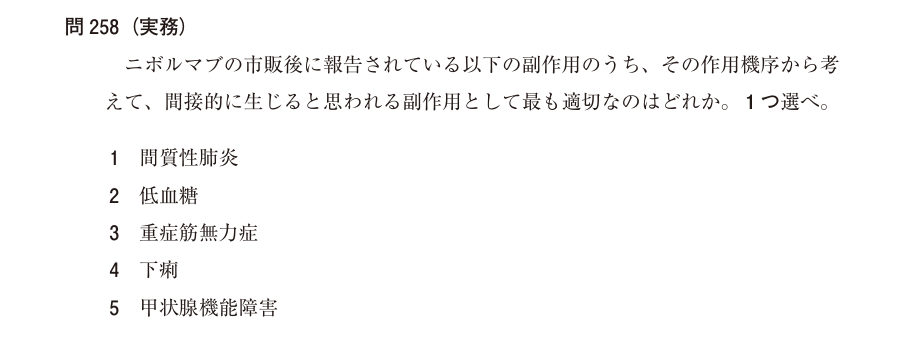 問 258（実務）
ニボルマブの市販後に報告されている以下の副作用のうち、その作用機序から考
えて、間接的に生じると思われる副作用として最も適切なのはどれか。1つ選べ。
1 間質性肺炎
2 低血糖
3 重症筋無力症
4 下痢
5 甲状腺機能障害